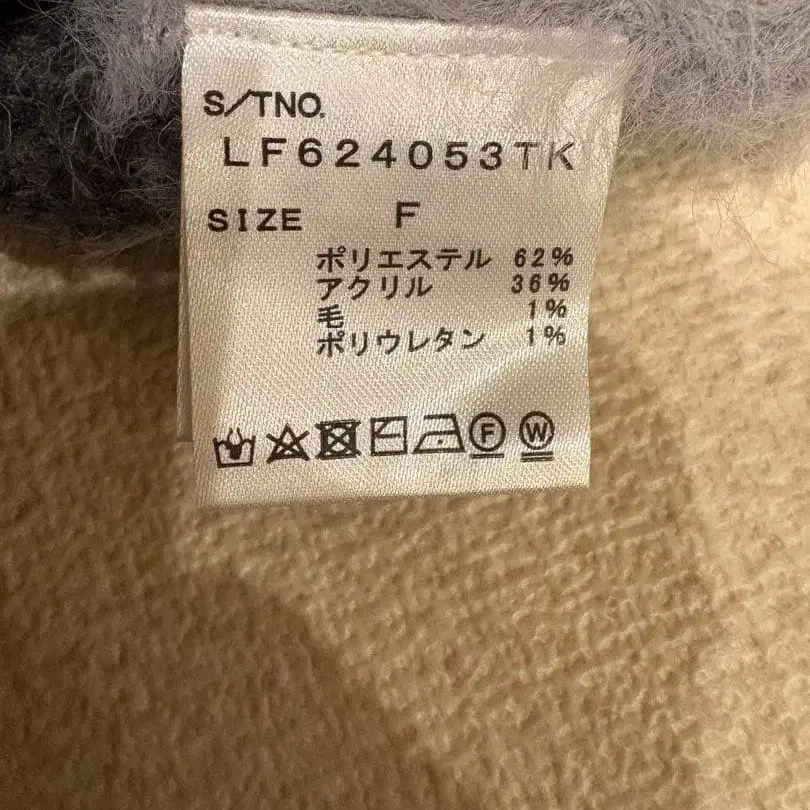 S/TNO.
LF624053TK
SIZE F
ポリエステル 62%
アクリル 36%
毛 1%
ポリウレタン 1%
F W